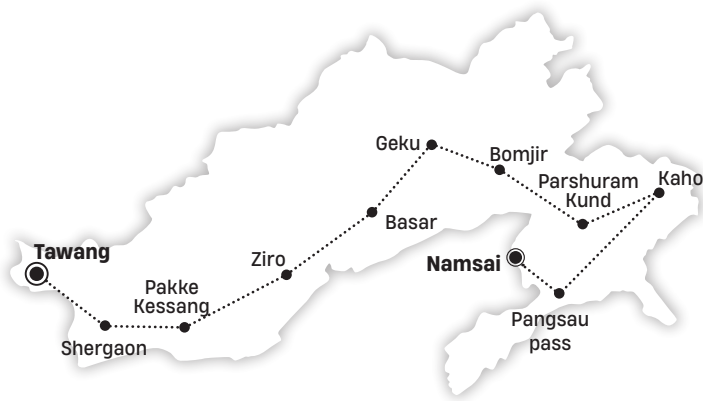 Tawang
Shergaon
Pakke
Kessang
Ziro
Basar
Geku
Bomjir
Parshuram
Kund
Kaho
Pangsau
pass
Namsai